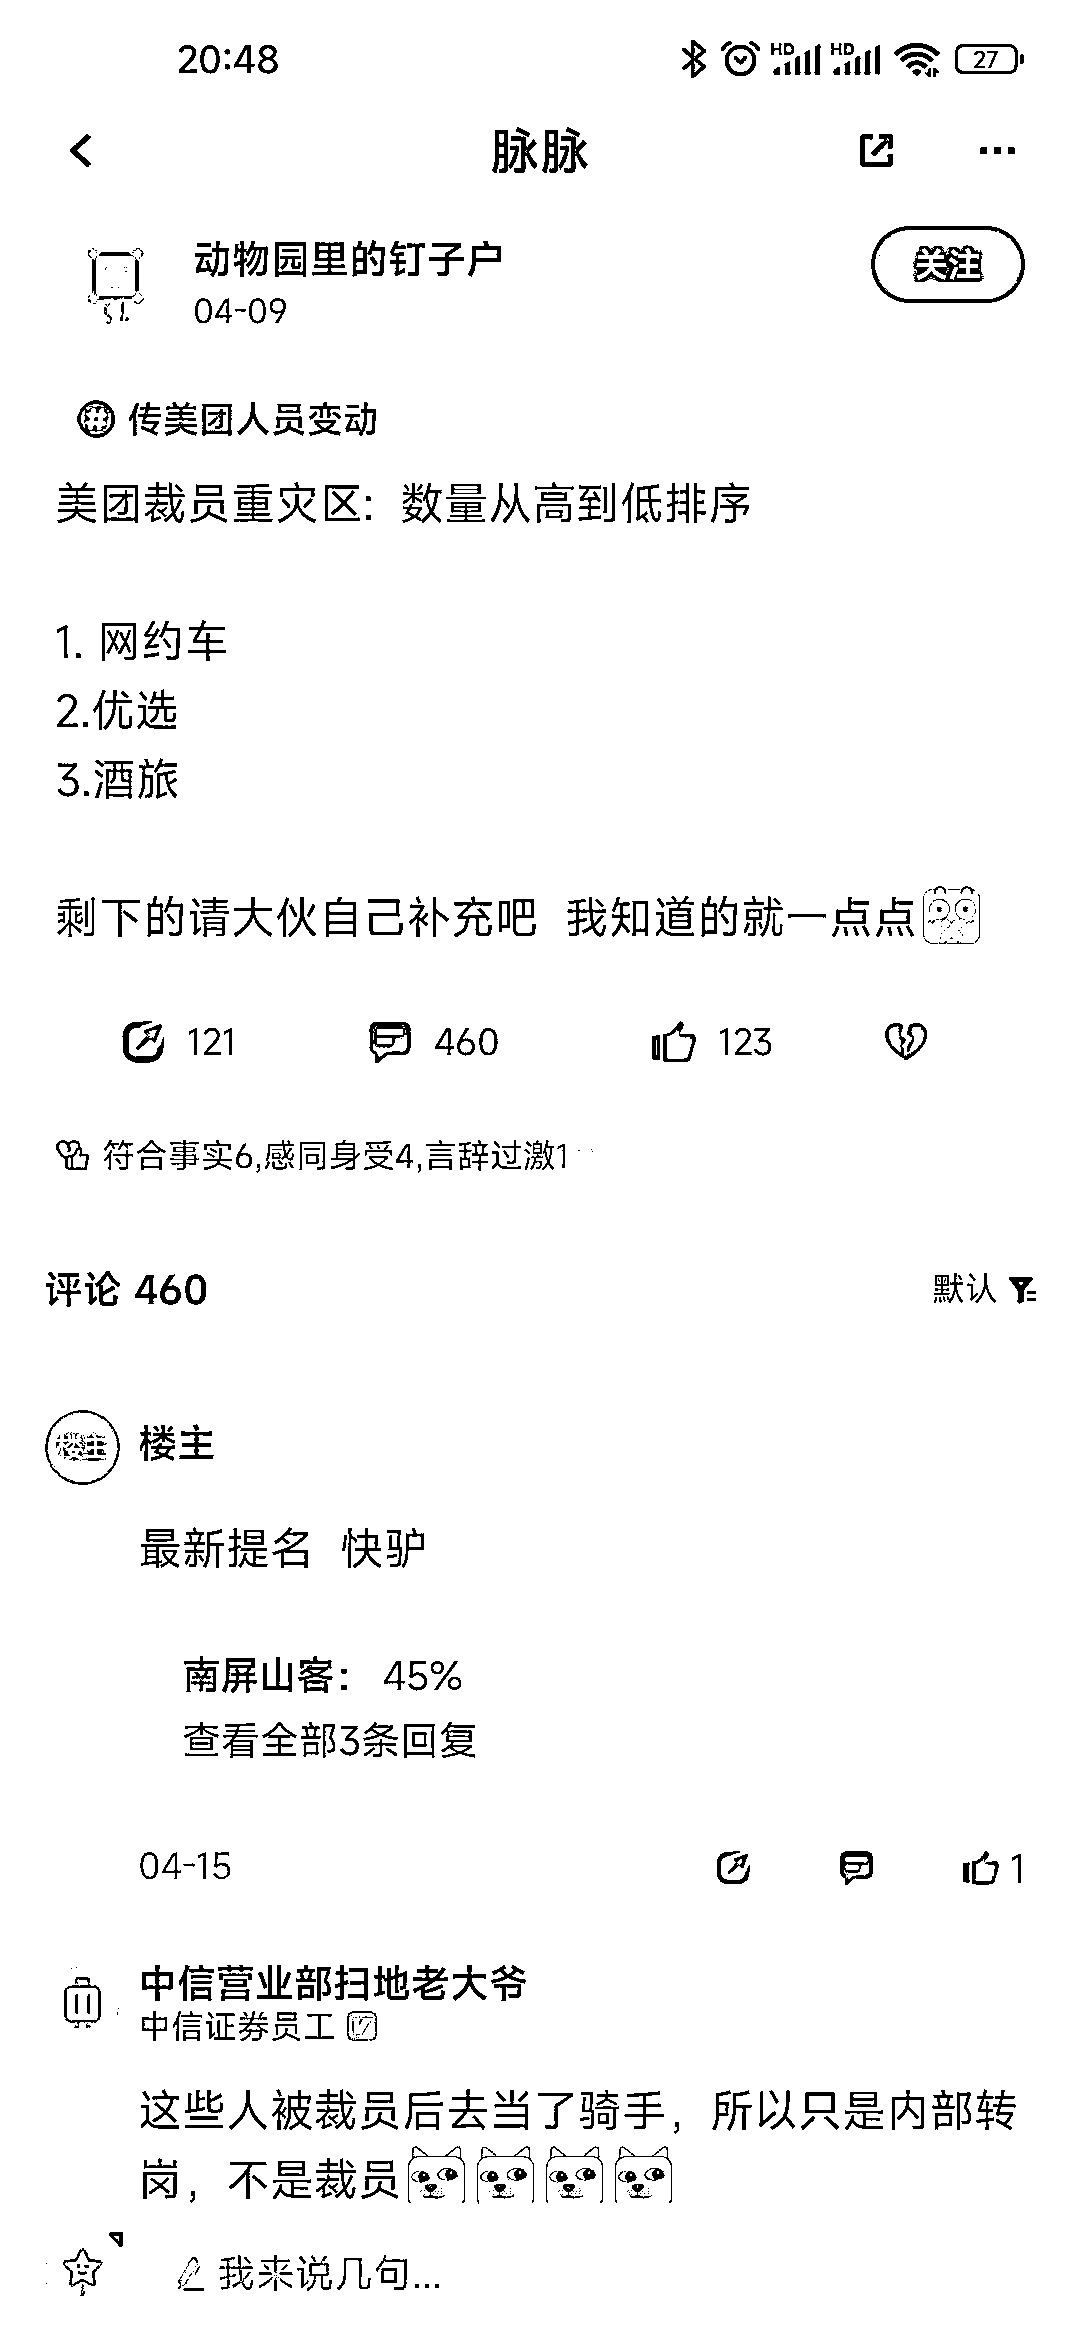 20:48
HD HD 27
脉脉
动物园里的钉子户
关注
04-09
传美团人员变动
美团裁员重灾区: 数量从高到低排序
1. 网约车
2.优选
3.酒旅
剩下的请大伙自己补充吧 我知道的就一点点
121 460 123
符合事实6,感同身受4,言辞过激1
评论 460
默认
楼主 楼主
最新提名 快驴
南屏山客: 45%
查看全部3条回复
04-15
1
中信营业部扫地老大爷
中信证券员工
这些人被裁员后去当了骑手，所以只是内部转
岗，不是裁员
我来说几句...